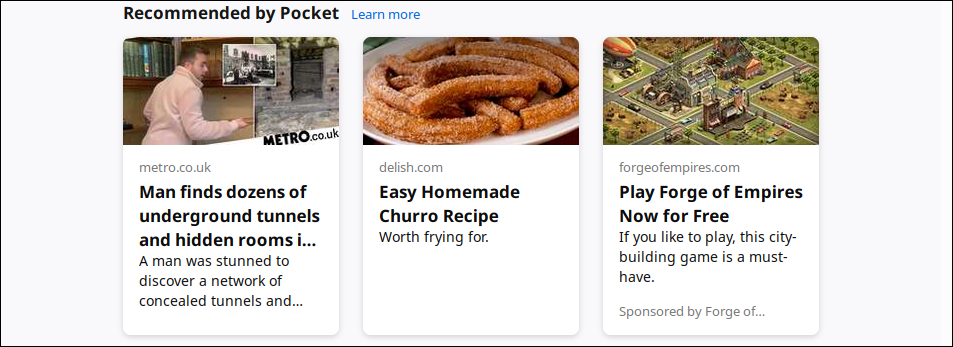 Recommended by Pocket Learn more
METRO.co.uk
metro.co.uk
Man finds dozens of
underground tunnels
and hidden rooms i...
A man was stunned to
discover a network of
concealed tunnels and...
delish.com
Easy Homemade
Churro Recipe
Worth frying for.
forgeofempires.com
Play Forge of Empires
Now for Free
If you like to play, this city-
building game is a must-
have.
Sponsored by Forge of...